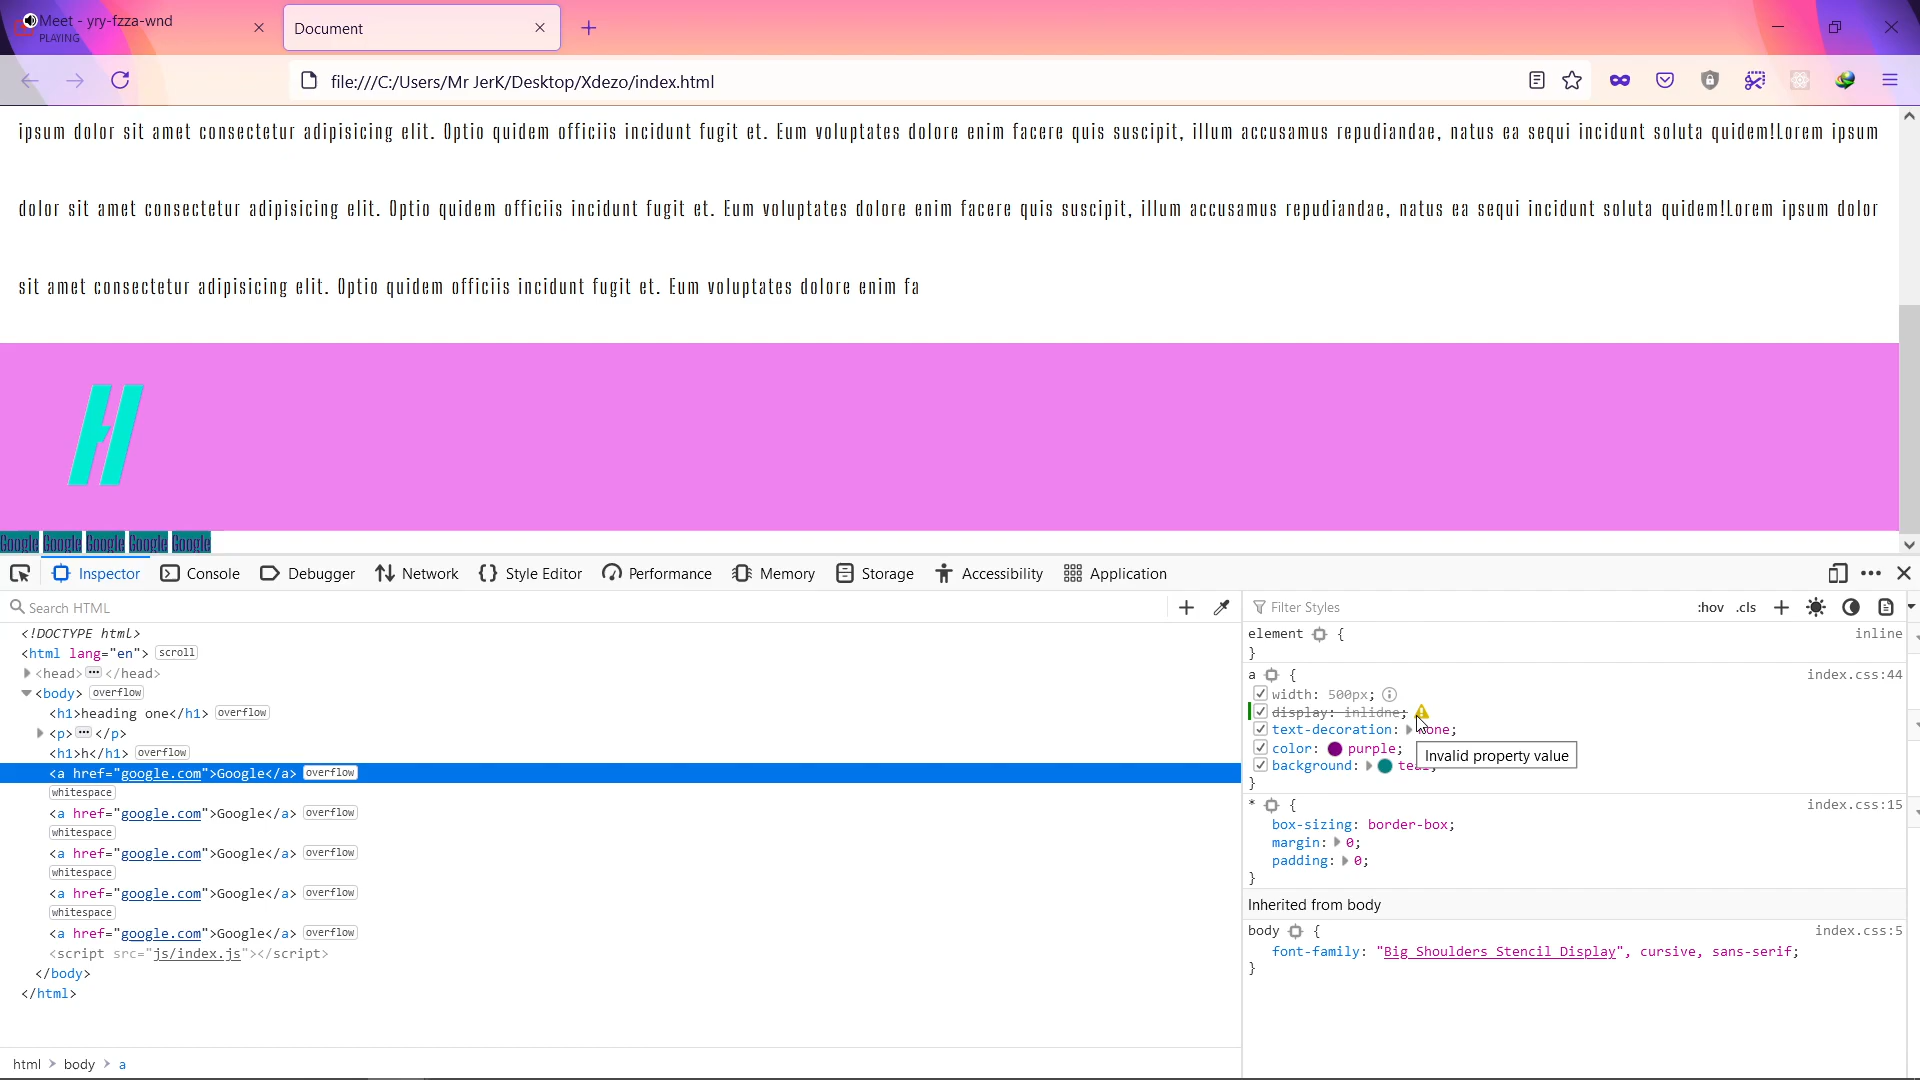 Meet - yry-fzza-wnd
PLAYING
Document
file:///C:/Users/Mr JerK/Desktop/Xdezo/index.html
ipsum dolor sit amet consectetur adipisicing elit. Optio quidem officiis incidunt fugit et. Eum voluptates dolore enim facere quis suscipit, illum accusamus repudiandae, natus ea sequi incidunt soluta quidem!Lorem ipsum
dolor sit amet consectetur adipisicing elit. Optio quidem officiis incidunt fugit et. Eum voluptates dolore enim facere quis suscipit, illum accusamus repudiandae, natus ea sequi incidunt soluta quidem!Lorem ipsum dolor
sit amet consectetur adipisicing elit. Optio quidem officiis incidunt fugit et. Eum voluptates dolore enim fa
H
Google Google Google Google Google
Inspector Console Debugger Network Style Editor Performance Memory Storage Accessibility Application
Search HTML
<!DOCTYPE html>
<html lang="en"> scroll
<head> ••• </head>
<body> overflow
<h1>heading one</h1> overflow
<p> ••• </p>
<h1>h</h1> overflow
<a href="google.com">Google</a> overflow
whitespace
<a href="google.com">Google</a> overflow
whitespace
<a href="google.com">Google</a> overflow
whitespace
<a href="google.com">Google</a> overflow
whitespace
<a href="google.com">Google</a> overflow
<script src="js/index.js"></script>
</body>
</html>
html > body > a
Filter Styles :hov .cls
element { inline
}
a { index.css:44
width: 500px;
display: inlidne;
text-decoration: none;
color: purple;
Invalid property value
background: teal;
}
* { index.css:15
box-sizing: border-box;
margin: 0;
padding: 0;
}
Inherited from body
body { index.css:5
font-family: "Big Shoulders Stencil Display", cursive, sans-serif;
}